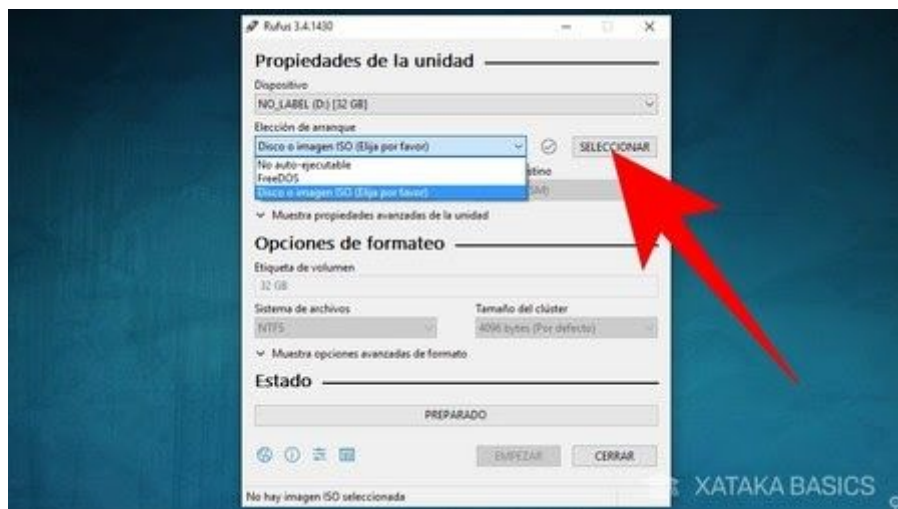 Rufus 3.4.1430
Propiedades de la unidad
Dispositivo
NO_LABEL (D:) [32 GB]
Elección de arranque
Disco o imagen ISO (Elija por favor)
SELECCIONAR
No auto-ejecutable
FreeDOS
Disco o imagen ISO (Elija por favor)
stino
Muestra propiedades avanzadas de la unidad
Opciones de formateo
Etiqueta de volumen
32 GB
Sistema de archivos
Tamaño del clúster
NTFS
4096 bytes (Por defecto)
Muestra opciones avanzadas de formato
Estado
PREPARADO
EMPEZAR
CERRAR
No hay imagen ISO seleccionada
XATAKA BASICS